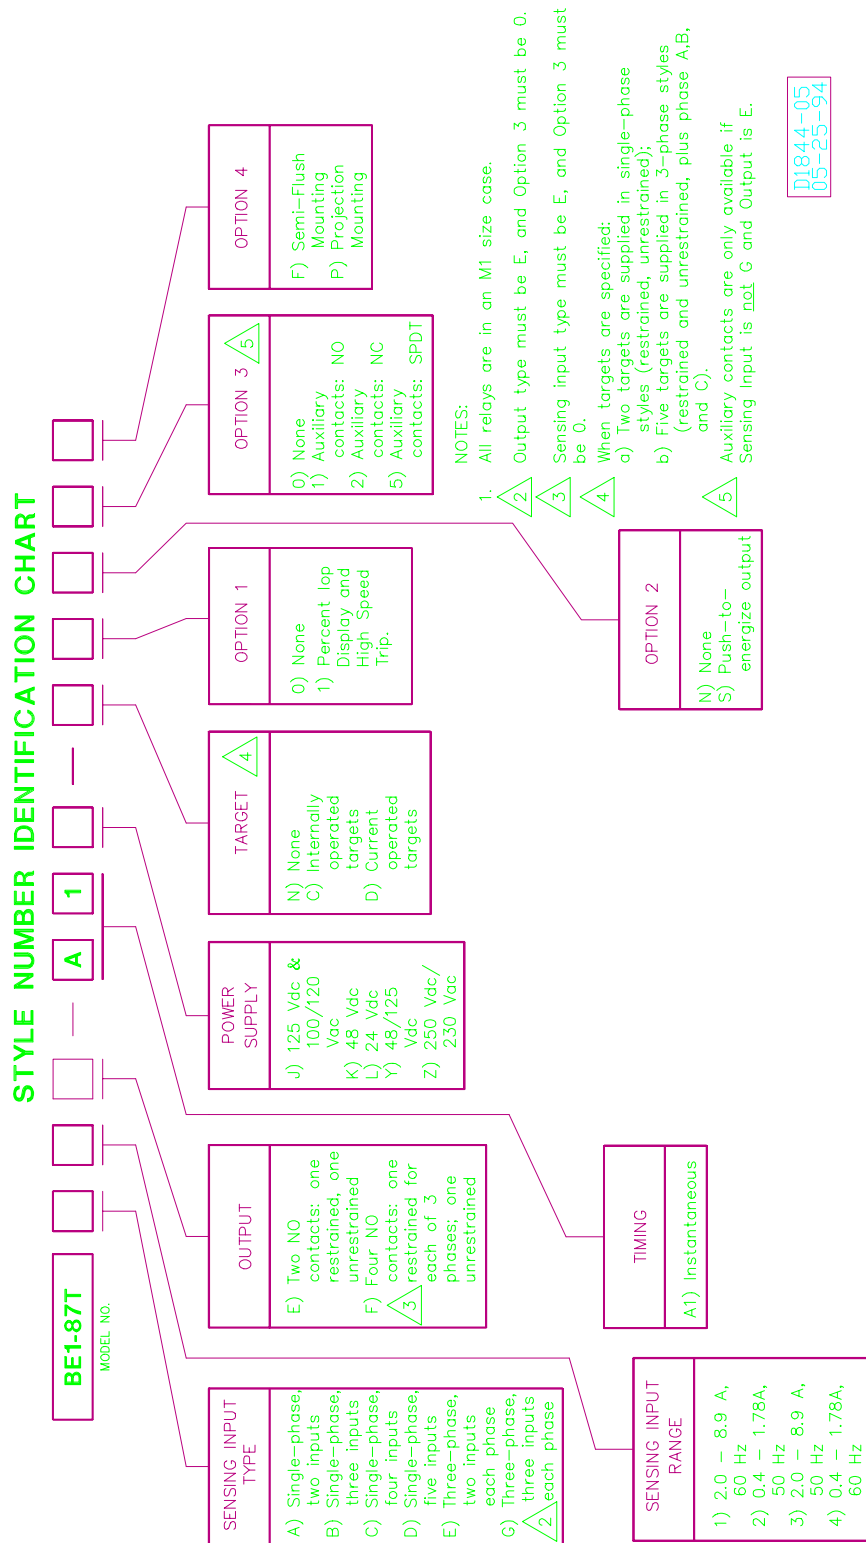 STYLE NUMBER IDENTIFICATION CHART
BE1-87T
A
1
MODEL NO.
SENSING INPUT
TYPE
A) Single-phase,
two inputs
B) Single-phase,
three inputs
C) Single-phase,
four inputs
D) Single-phase,
five inputs
E) Three-phase,
two inputs
each phase
G) Three-phase,
three inputs
2 each phase
OUTPUT
E) Two NO
contacts: one
restrained, one
unrestrained
F) Four NO
contacts: one
3 restrained for
each of 3
phases; one
unrestrained
POWER
SUPPLY
J) 125 Vdc &
100/120
Vac
K) 48 Vdc
L) 24 Vdc
Y) 48/125
Vdc
Z) 250 Vdc/
230 Vac
TARGET 4
N) None
C) Internally
operated
targets
D) Current
operated
targets
OPTION 1
0) None
1) Percent Iop
Display and
High Speed
Trip.
OPTION 3 5
0) None
1) Auxiliary
contacts: NO
2) Auxiliary
contacts: NC
5) Auxiliary
contacts: SPDT
OPTION 4
F) Semi-Flush
Mounting
P) Projection
Mounting
SENSING INPUT
RANGE
1) 2.0 - 8.9 A,
60 Hz
2) 0.4 - 1.78A,
50 Hz
3) 2.0 - 8.9 A,
50 Hz
4) 0.4 - 1.78A,
60 Hz
TIMING
A1) Instantaneous
OPTION 2
N) None
S) Push-to-
energize output
NOTES:
1. All relays are in an M1 size case.
2 Output type must be E, and Option 3 must be 0.
3 Sensing input type must be E, and Option 3 must
be 0.
4 When targets are specified:
a) Two targets are supplied in single-phase
styles (restrained, unrestrained);
b) Five targets are supplied in 3-phase styles
(restrained and unrestrained, plus phase A,B,
and C).
5 Auxiliary contacts are only available if
Sensing Input is not G and Output is E.
D1844-05
05-25-94